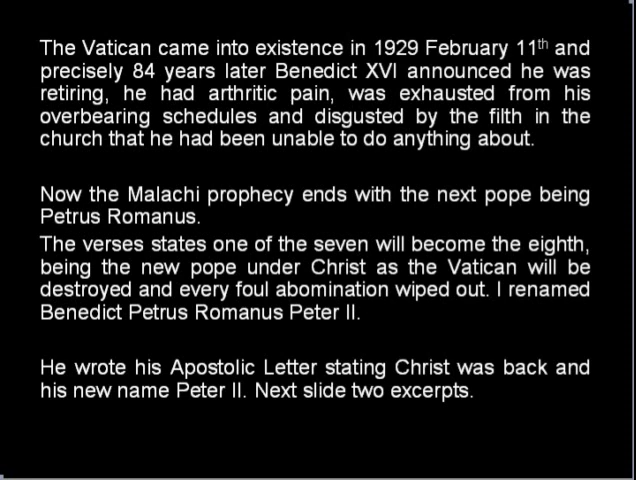 The Vatican came into existence in 1929 February 11th and
precisely 84 years later Benedict XVI announced he was
retiring, he had arthritic pain, was exhausted from his
overbearing schedules and disgusted by the filth in the
church that he had been unable to do anything about.
Now the Malachi prophecy ends with the next pope being
Petrus Romanus.
The verses states one of the seven will become the eighth,
being the new pope under Christ as the Vatican will be
destroyed and every foul abomination wiped out. I renamed
Benedict Petrus Romanus Peter II.
He wrote his Apostolic Letter stating Christ was back and
his new name Peter II. Next slide two excerpts.